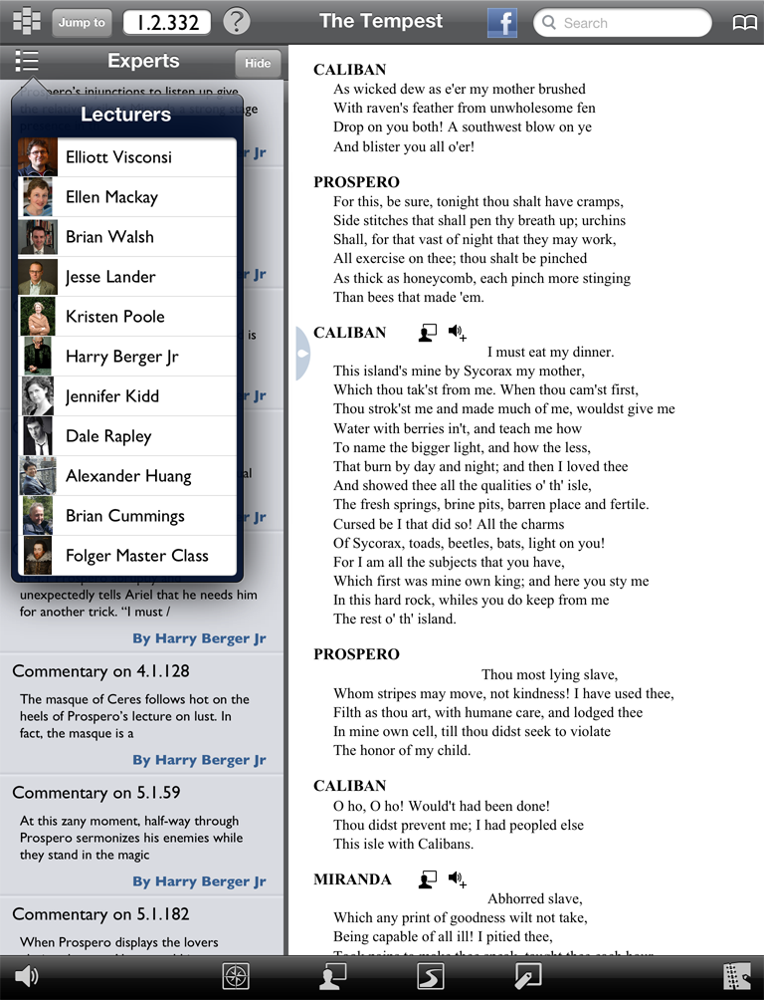 Jump to
1.2.332
?
The Tempest
f
Search
Experts
Hide
Prospero's injunctions to listen up give
Lecturers
Elliott Visconsi
Ellen Mackay
Brian Walsh
Jesse Lander
Kristen Poole
Harry Berger Jr
Jennifer Kidd
Dale Rapley
Alexander Huang
Brian Cummings
Folger Master Class
stage
r Jr
r Jr
is
r Jr
al
r Jr
unexpectedly tells Ariel that he needs him
for another trick. “I must /
By Harry Berger Jr
Commentary on 4.1.128
The masque of Ceres follows hot on the
heels of Prospero’s lecture on lust. In
fact, the masque is a
By Harry Berger Jr
Commentary on 5.1.59
At this zany moment, half-way through
Prospero sermonizes his enemies while
they stand in the magic
By Harry Berger Jr
Commentary on 5.1.182
When Prospero displays the lovers
CALIBAN
As wicked dew as e'er my mother brushed
With raven's feather from unwholesome fen
Drop on you both! A southwest blow on ye
And blister you all o'er!
PROSPERO
For this, be sure, tonight thou shalt have cramps,
Side stitches that shall pen thy breath up; urchins
Shall, for that vast of night that they may work,
All exercise on thee; thou shalt be pinched
As thick as honeycomb, each pinch more stinging
Than bees that made 'em.
CALIBAN
I must eat my dinner.
This island's mine by Sycorax my mother,
Which thou tak'st from me. When thou cam'st first,
Thou strok'st me and made much of me, wouldst give me
Water with berries in't, and teach me how
To name the bigger light, and how the less,
That burn by day and night; and then I loved thee
And showed thee all the qualities o' th' isle,
The fresh springs, brine pits, barren place and fertile.
Cursed be I that did so! All the charms
Of Sycorax, toads, beetles, bats, light on you!
For I am all the subjects that you have,
Which first was mine own king; and here you sty me
In this hard rock, whiles you do keep from me
The rest o' th' island.
PROSPERO
Thou most lying slave,
Whom stripes may move, not kindness! I have used thee,
Filth as thou art, with humane care, and lodged thee
In mine own cell, till thou didst seek to violate
The honor of my child.
CALIBAN
O ho, O ho! Would't had been done!
Thou didst prevent me; I had peopled else
This isle with Calibans.
MIRANDA
Abhorred slave,
Which any print of goodness wilt not take,
Being capable of all ill! I pitied thee,
Took pains to make thee speak, taught thee each hour